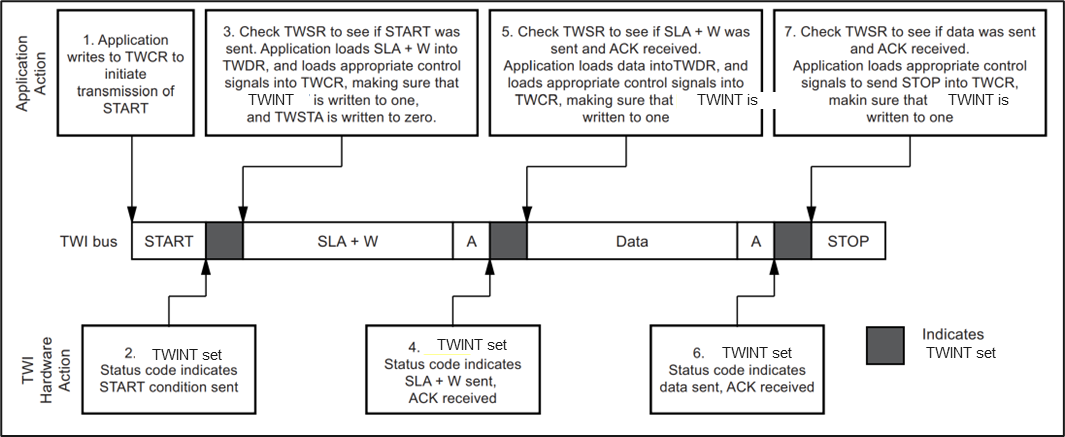 Application
Action
1. Application
writes to TWCR to
initiate
transmission of
START
3. Check TWSR to see if START was
sent. Application loads SLA + W into
TWDR, and loads appropriate control
signals into TWCR, making sure that
TWINT is written to one,
and TWSTA is written to zero.
5. Check TWSR to see if SLA + W was
sent and ACK received.
Application loads data intoTWDR, and
loads appropriate control signals into
TWCR, making sure that TWINT is
written to one
7. Check TWSR to see if data was sent
and ACK received.
Application loads appropriate control
signals to send STOP into TWCR,
makin sure that TWINT is
written to one
TWI bus
START
SLA + W
A
Data
A
STOP
TWI
Hardware
Action
2. TWINT set
Status code indicates
START condition sent
4. TWINT set
Status code indicates
SLA + W sent,
ACK received
6. TWINT set
Status code indicates
data sent, ACK received
Indicates
TWINT set